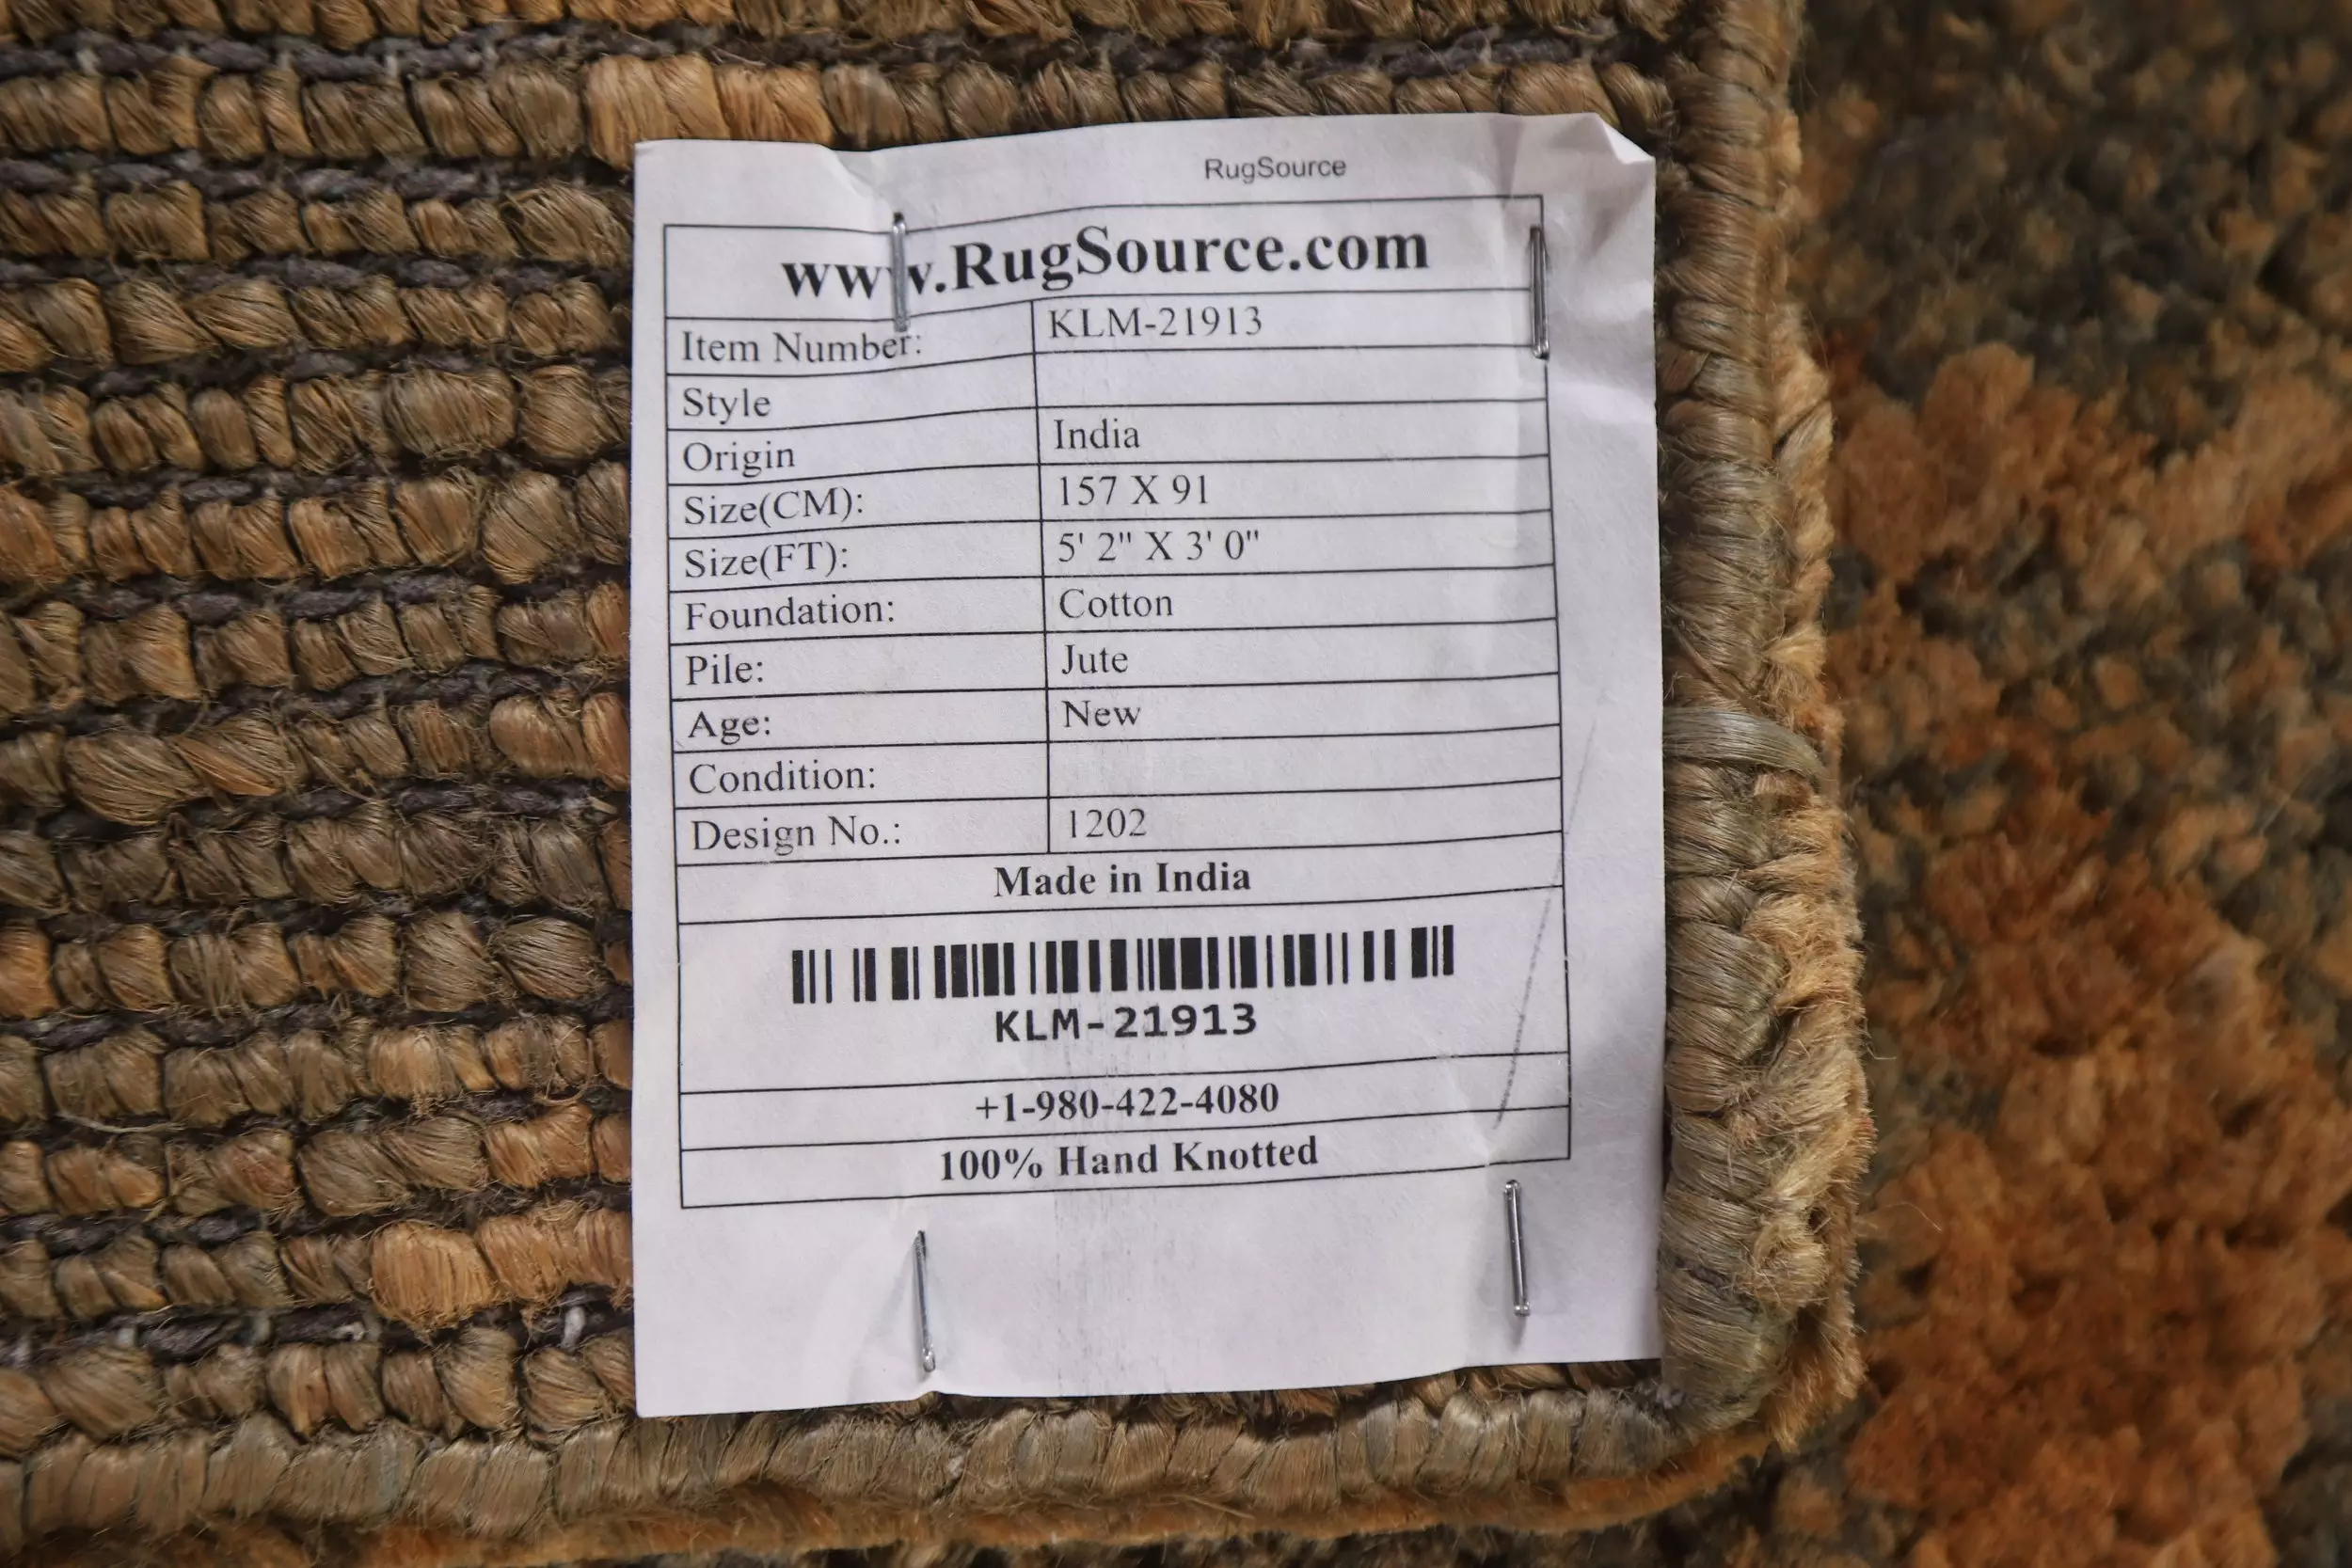 RugSource
www.RugSource.com
Item Number: KLM-21913
Style
Origin India
Size(CM): 157 X 91
Size(FT): 5' 2" X 3' 0"
Foundation: Cotton
Pile: Jute
Age: New
Condition:
Design No.: 1202
Made in India
KLM-21913
+1-980-422-4080
100% Hand Knotted